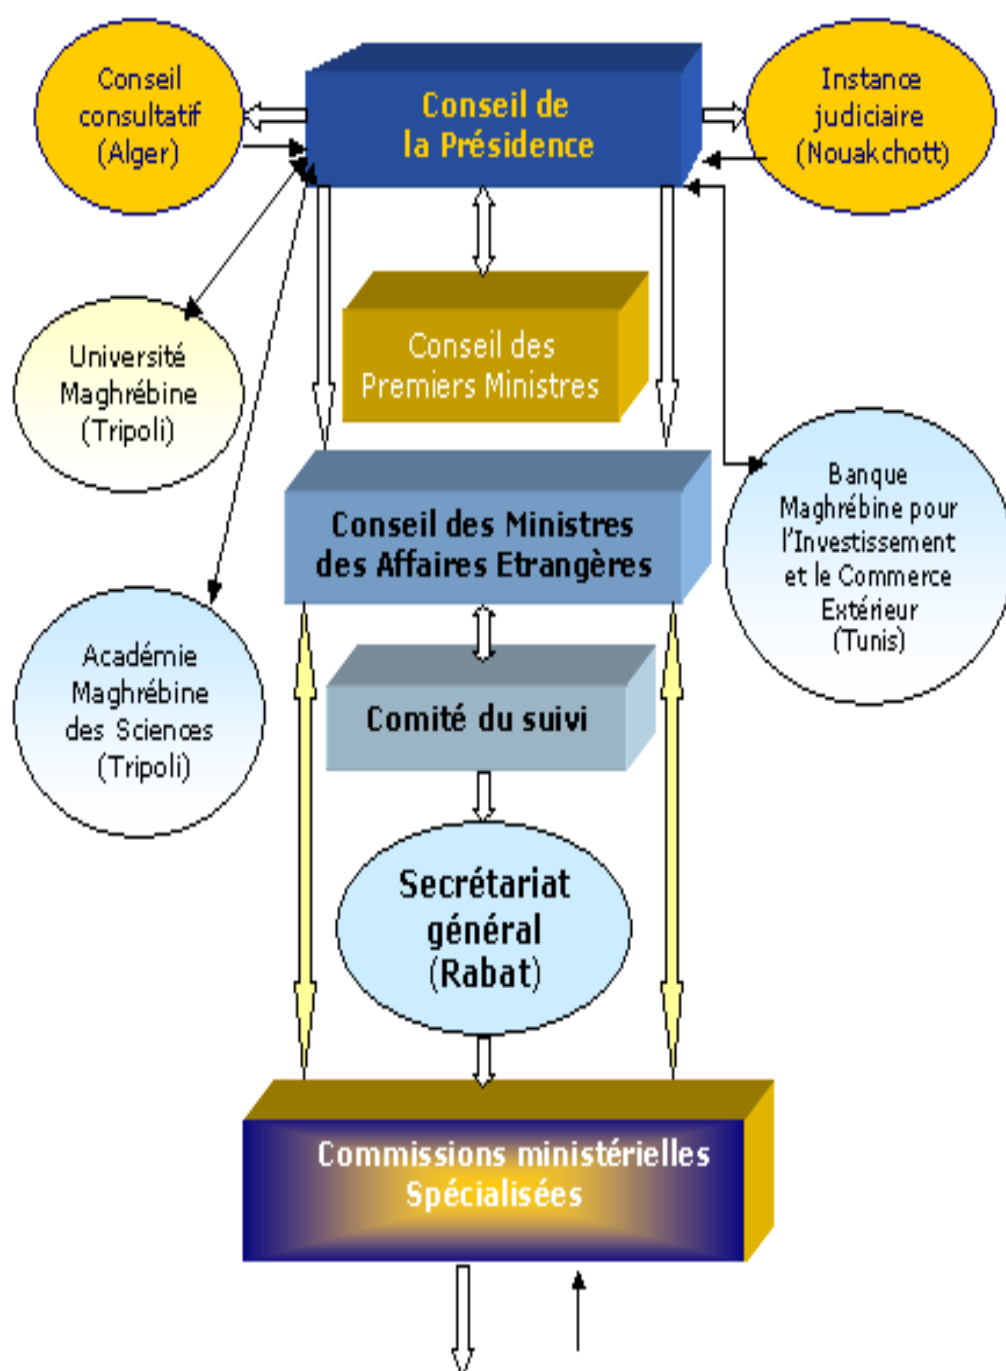 Conseil
consultatif
(Alger)
Conseil de
la Présidence
Instance
judiciaire
(Nouakchott)
Conseil des
Premiers Ministres
Université
Maghrébine
(Tripoli)
Conseil des Ministres
des Affaires Etrangères
Banque
Maghrébine pour
l'Investissement
et le Commerce
Extérieur
(Tunis)
Académie
Maghrébine
des Sciences
(Tripoli)
Comité du suivi
Secrétariat
général
(Rabat)
Commissions ministérielles
Spécialisées